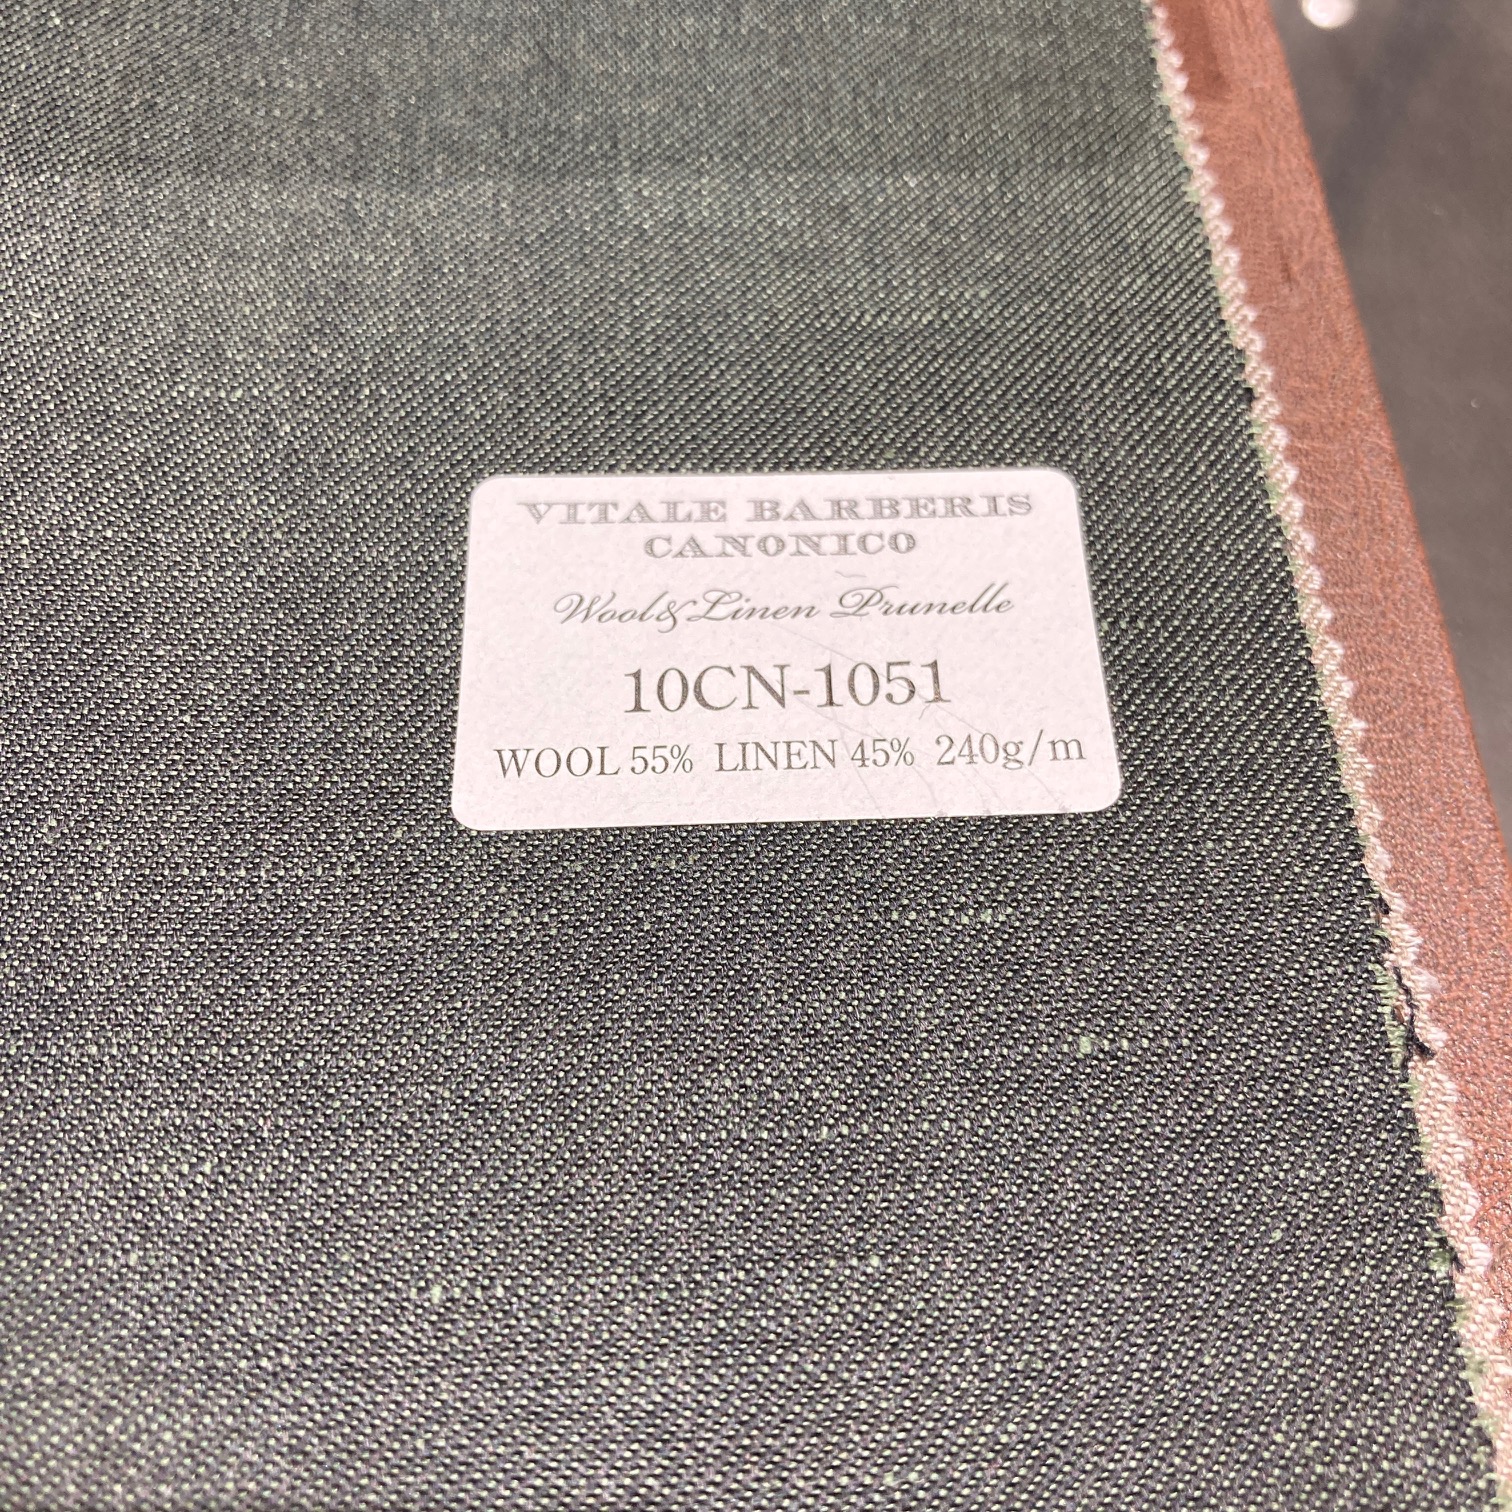 VITALE BARBERIS
CANONICO
Wool & Linen Prunelle
10CN-1051
WOOL 55% LINEN 45% 240g/m